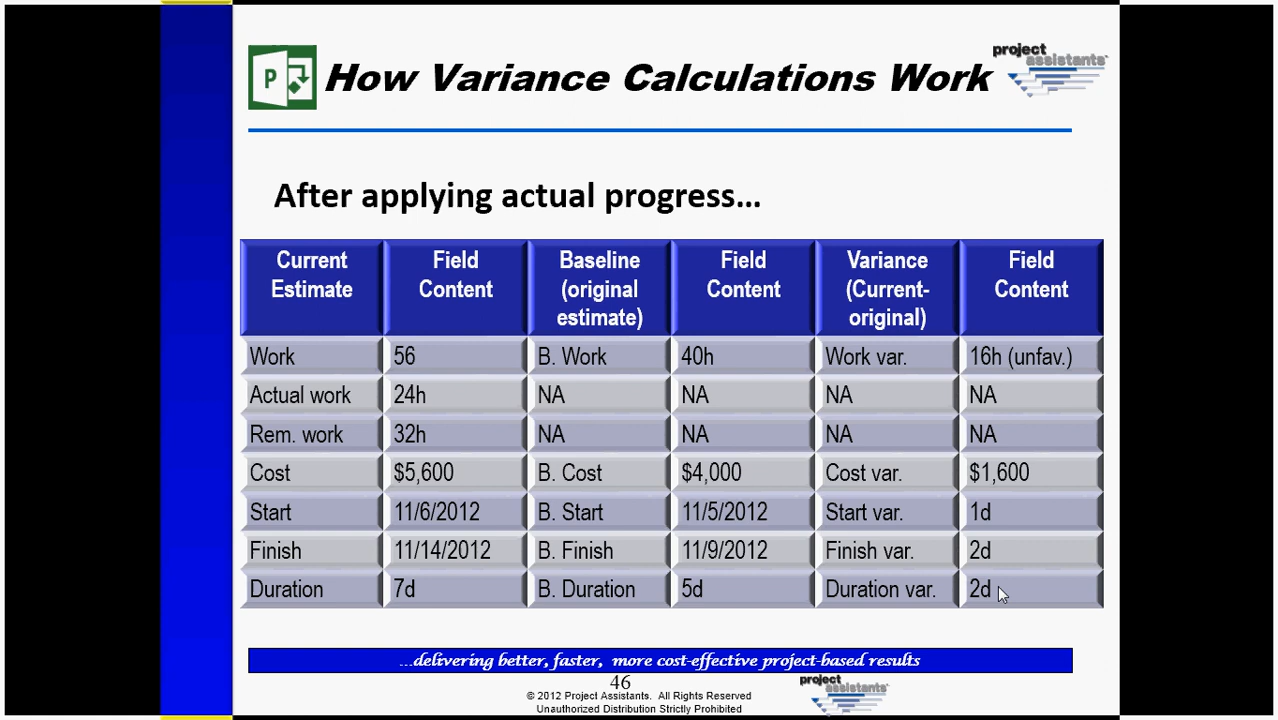 P
How Variance Calculations Work
project
assistants
After applying actual progress...
Current Estimate | Field Content | Baseline (original estimate) | Field Content | Variance (Current-original) | Field Content
Work | 56 | B. Work | 40h | Work var. | 16h (unfav.)
Actual work | 24h | NA | NA | NA | NA
Rem. work | 32h | NA | NA | NA | NA
Cost | $5,600 | B. Cost | $4,000 | Cost var. | $1,600
Start | 11/6/2012 | B. Start | 11/5/2012 | Start var. | 1d
Finish | 11/14/2012 | B. Finish | 11/9/2012 | Finish var. | 2d
Duration | 7d | B. Duration | 5d | Duration var. | 2d
...delivering better, faster, more cost-effective project-based results
46
© 2012 Project Assistants. All Rights Reserved
Unauthorized Distribution Strictly Prohibited
project
assistants